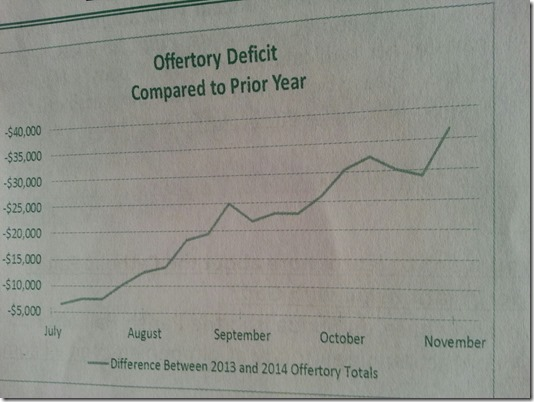 Offertory Deficit
Compared to Prior Year
-$40,000
-$35,000
-$30,000
-$25,000
-$20,000
-$15,000
-$10,000
-$5,000
July August September October November
Difference Between 2013 and 2014 Offertory Totals